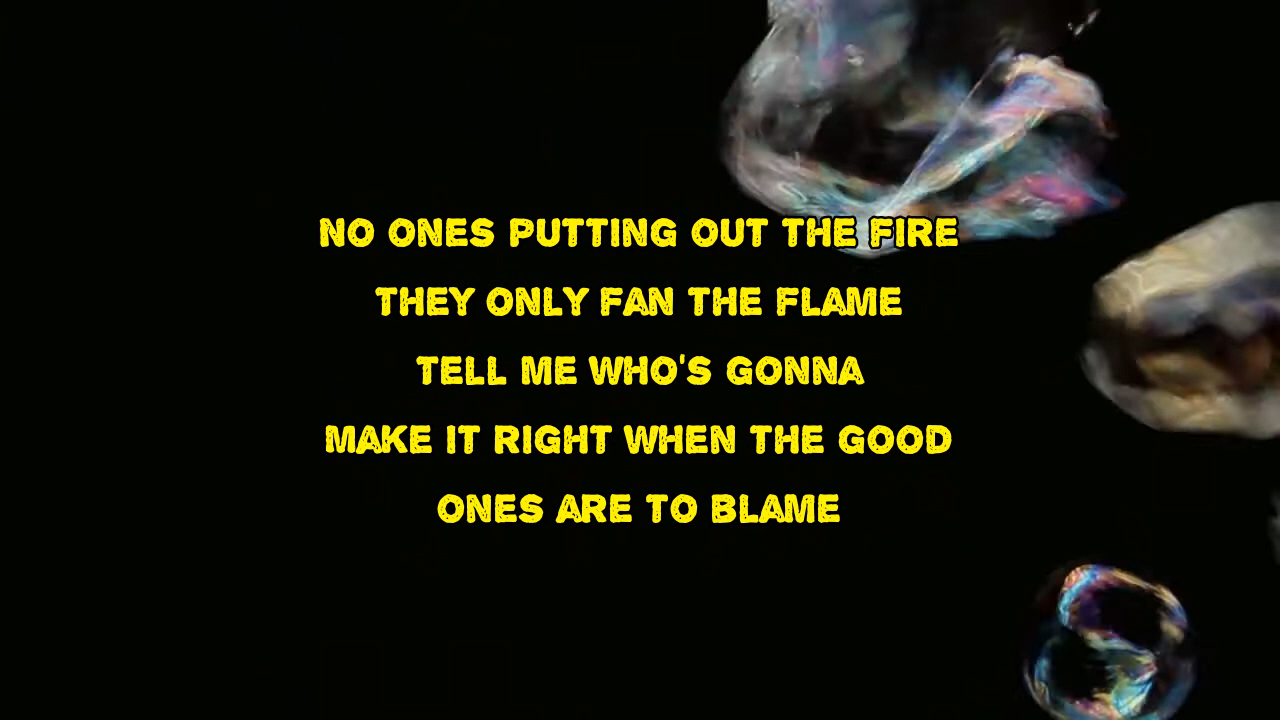 NO ONES PUTTING OUT THE FIRE
THEY ONLY FAN THE FLAME
TELL ME WHO'S GONNA
MAKE IT RIGHT WHEN THE GOOD
ONES ARE TO BLAME